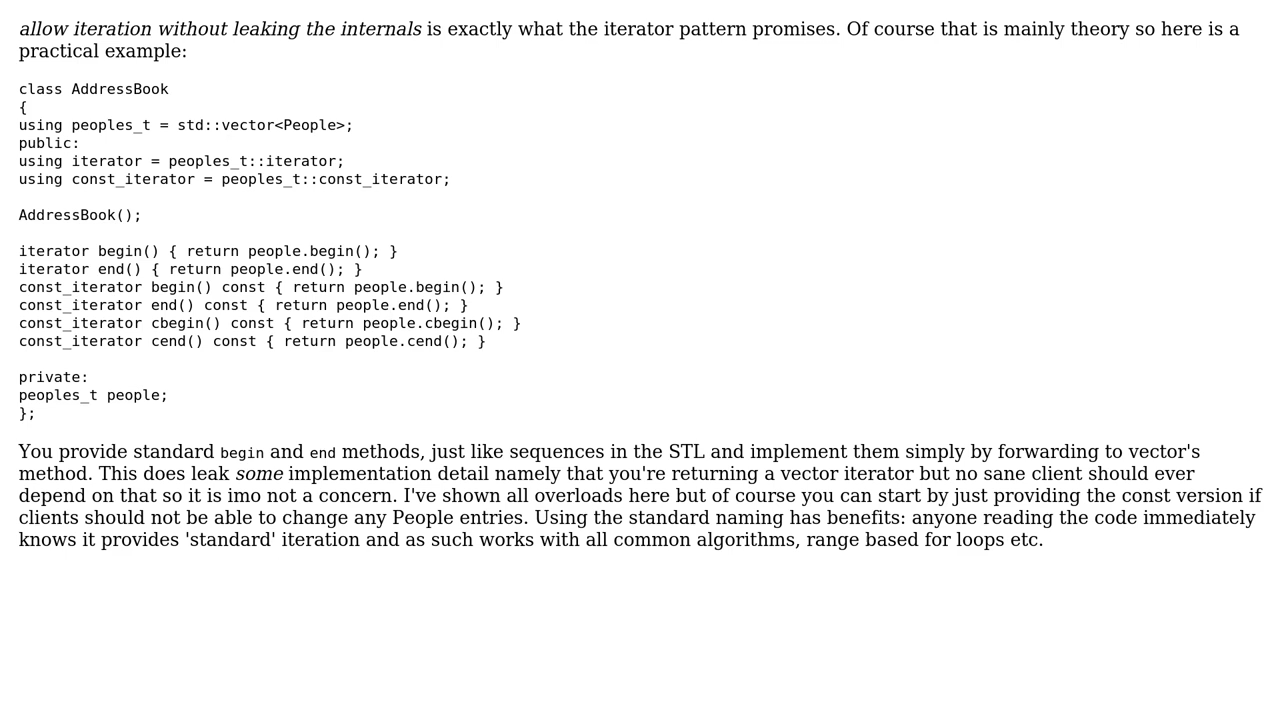 allow iteration without leaking the internals is exactly what the iterator pattern promises. Of course that is mainly theory so here is a
practical example:
class AddressBook
{
using peoples_t = std::vector<People>;
public:
using iterator = peoples_t::iterator;
using const_iterator = peoples_t::const_iterator;
AddressBook();
iterator begin() { return people.begin(); }
iterator end() { return people.end(); }
const_iterator begin() const { return people.begin(); }
const_iterator end() const { return people.end(); }
const_iterator cbegin() const { return people.cbegin(); }
const_iterator cend() const { return people.cend(); }
private:
peoples_t people;
};
You provide standard begin and end methods, just like sequences in the STL and implement them simply by forwarding to vector's
method. This does leak some implementation detail namely that you're returning a vector iterator but no sane client should ever
depend on that so it is imo not a concern. I've shown all overloads here but of course you can start by just providing the const version if
clients should not be able to change any People entries. Using the standard naming has benefits: anyone reading the code immediately
knows it provides 'standard' iteration and as such works with all common algorithms, range based for loops etc.